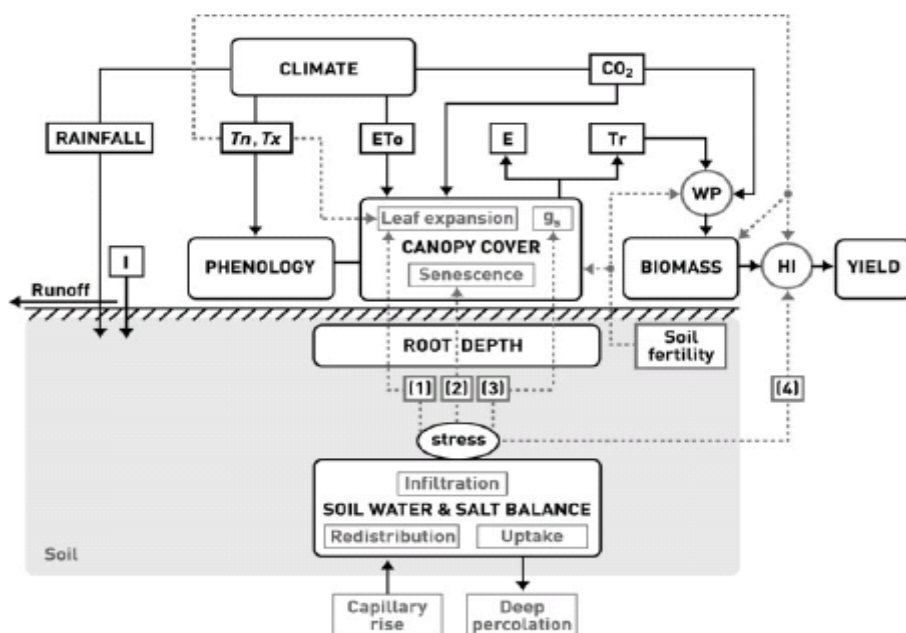 CLIMATE
CO₂
RAINFALL
Tn, Tx
ETo
E
Tr
WP
Leaf expansion
gs
CANOPY COVER
Senescence
PHENOLOGY
BIOMASS
HI
YIELD
I
Runoff
ROOT DEPTH
Soil
fertility
(1)
(2)
(3)
(4)
stress
Infiltration
SOIL WATER & SALT BALANCE
Redistribution
Uptake
Soil
Capillary
rise
Deep
percolation